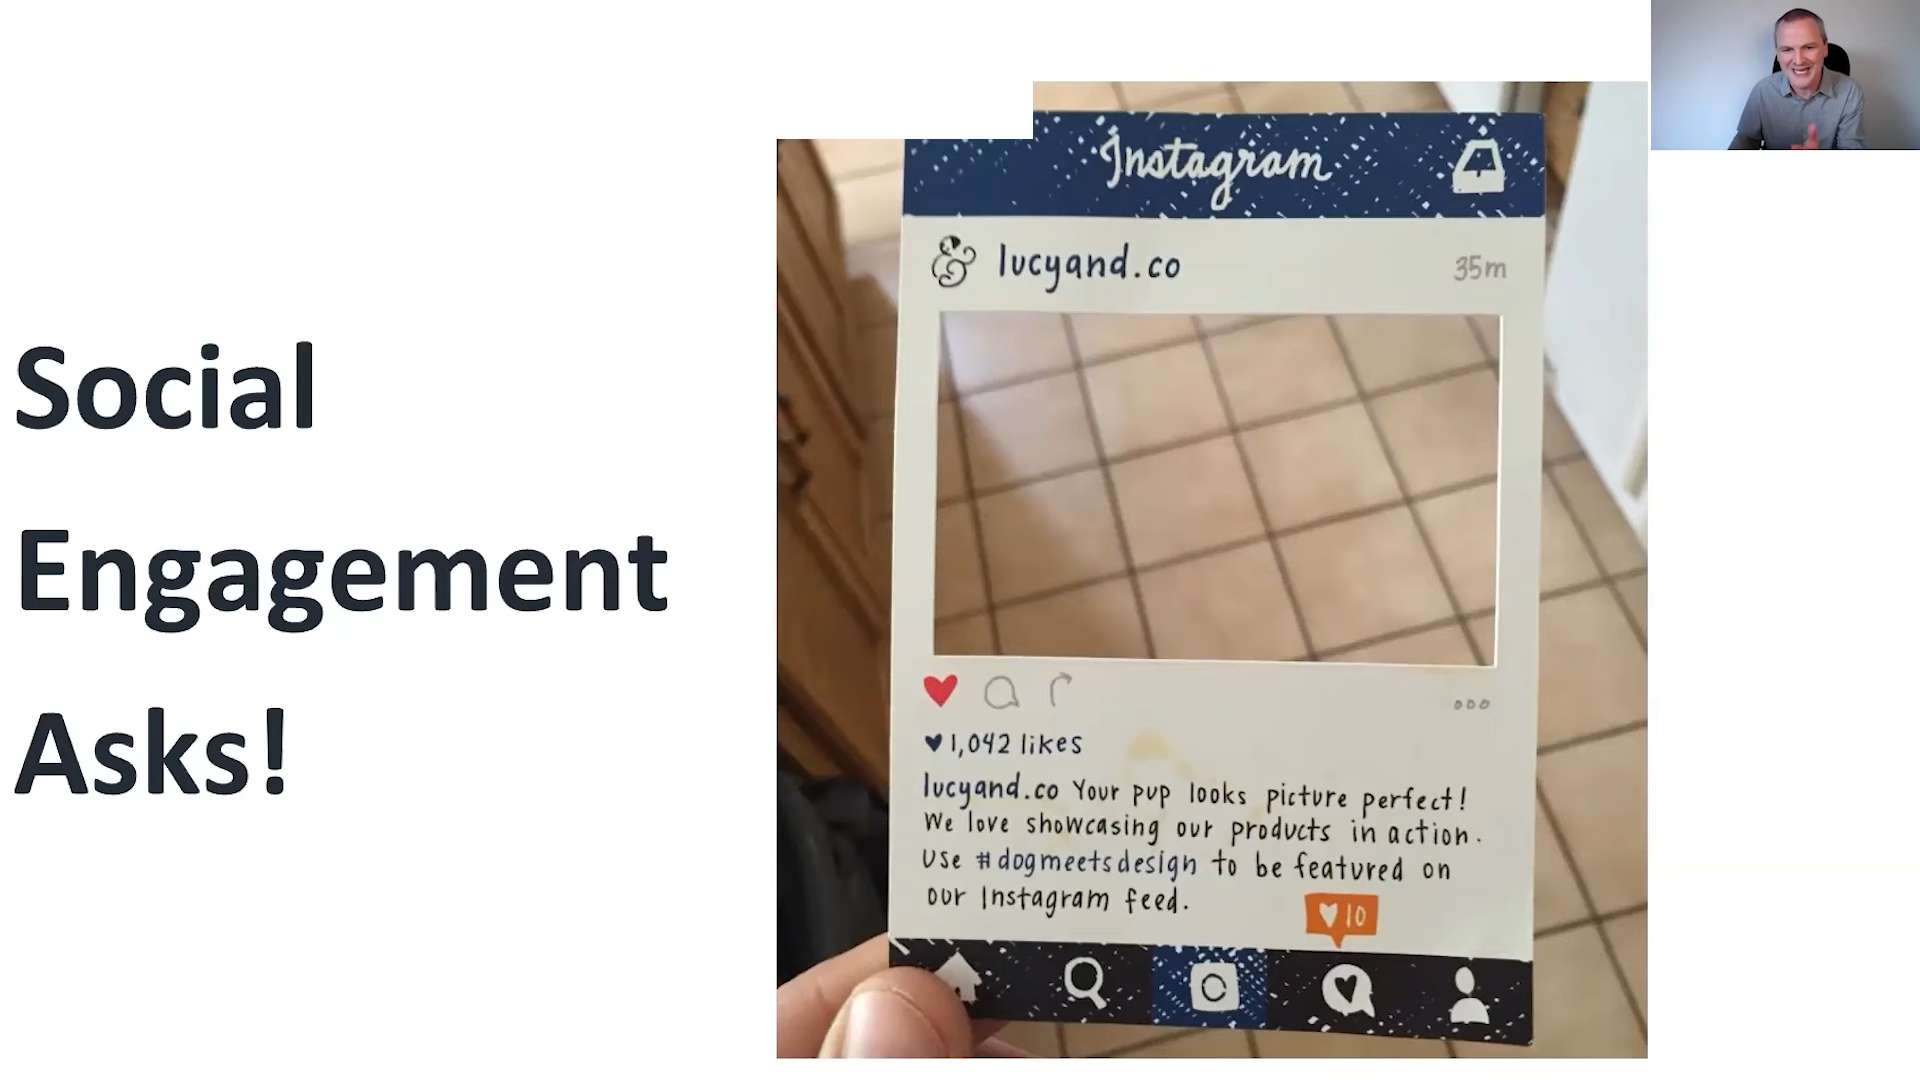 Social
Engagement
Asks!
Instagram
lucyand.co
35m
1,042 likes
lucyand.co Your pup looks picture perfect!
We love showcasing our products in action.
Use #dogmeetsdesign to be featured on
our Instagram feed.
10